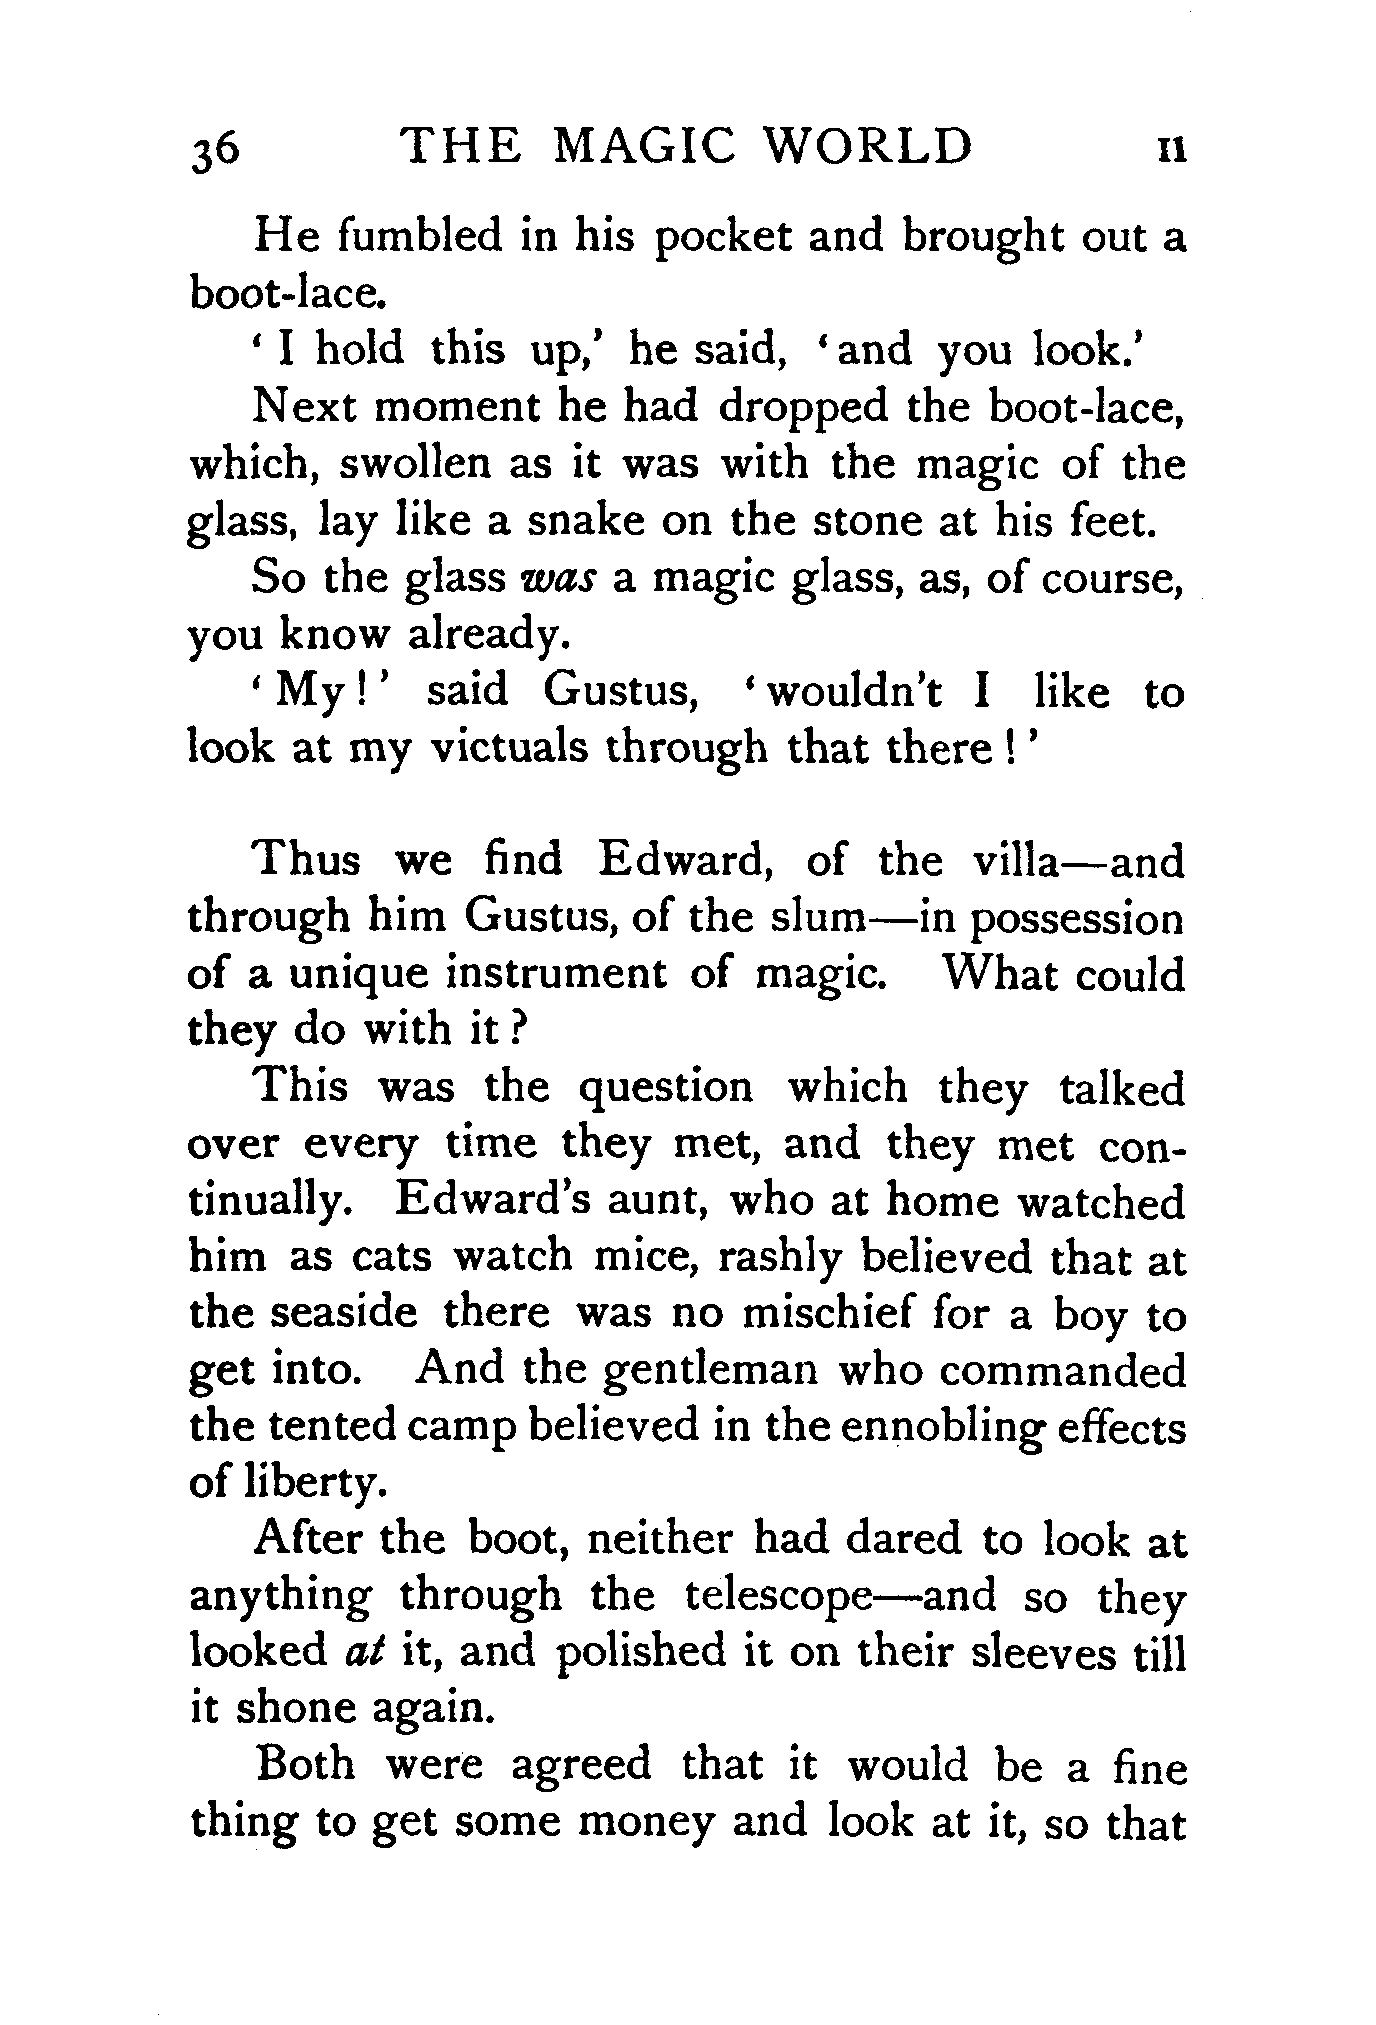 36 THE MAGIC WORLD II
He fumbled in his pocket and brought out a
boot-lace.
‘ I hold this up,’ he said, ‘ and you look.’
Next moment he had dropped the boot-lace,
which, swollen as it was with the magic of the
glass, lay like a snake on the stone at his feet.
So the glass was a magic glass, as, of course,
you know already.
‘ My ! ’ said Gustus, ‘ wouldn’t I like to
look at my victuals through that there ! ’
Thus we find Edward, of the villa—and
through him Gustus, of the slum—in possession
of a unique instrument of magic. What could
they do with it ?
This was the question which they talked
over every time they met, and they met con-
tinually. Edward’s aunt, who at home watched
him as cats watch mice, rashly believed that at
the seaside there was no mischief for a boy to
get into. And the gentleman who commanded
the tented camp believed in the ennobling effects
of liberty.
After the boot, neither had dared to look at
anything through the telescope—and so they
looked at it, and polished it on their sleeves till
it shone again.
Both were agreed that it would be a fine
thing to get some money and look at it, so that